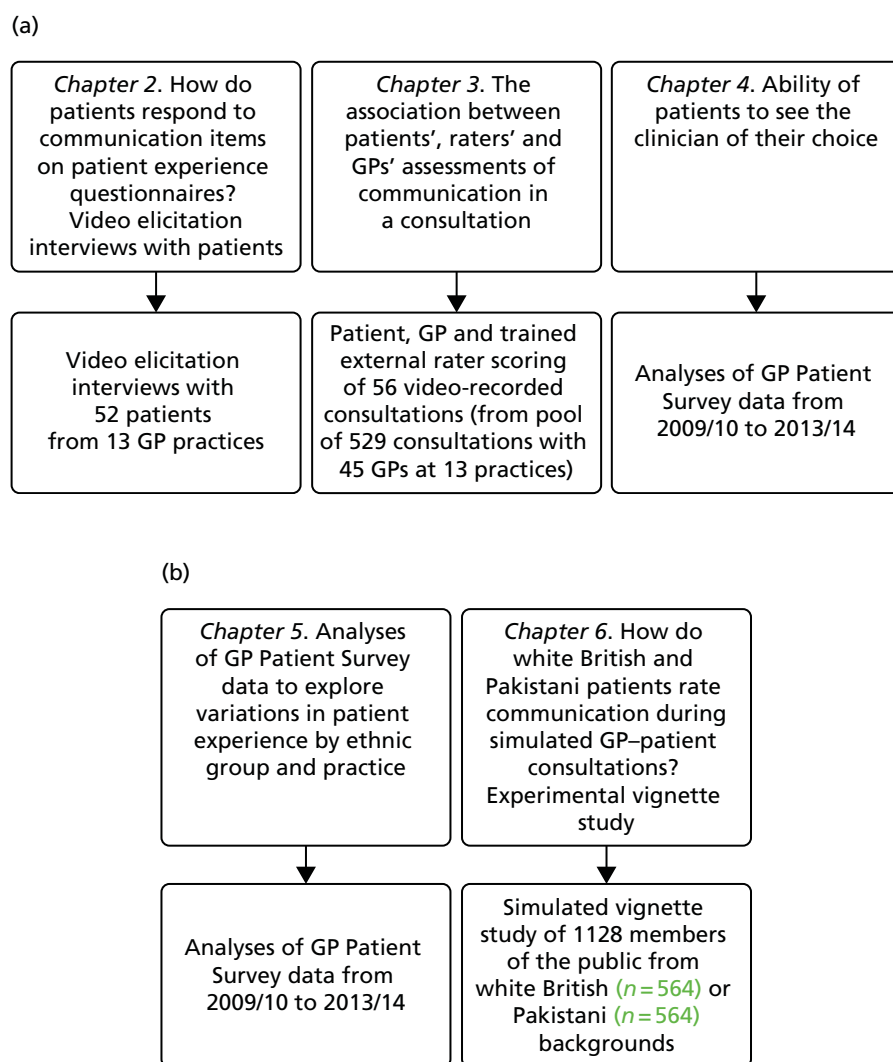 (a)
Chapter 2. How do
patients respond to
communication items
on patient experience
questionnaires?
Video elicitation
interviews with patients
Video elicitation
interviews with
52 patients
from 13 GP practices
Chapter 3. The
association between
patients’, raters’ and
GPs’ assessments of
communication in
a consultation
Patient, GP and trained
external rater scoring
of 56 video-recorded
consultations (from pool
of 529 consultations with
45 GPs at 13 practices)
Chapter 4. Ability of
patients to see the
clinician of their choice
Analyses of GP Patient
Survey data from
2009/10 to 2013/14
(b)
Chapter 5. Analyses
of GP Patient Survey
data to explore
variations in patient
experience by ethnic
group and practice
Analyses of GP Patient
Survey data from
2009/10 to 2013/14
Chapter 6. How do
white British and
Pakistani patients rate
communication during
simulated GP–patient
consultations?
Experimental vignette
study
Simulated vignette
study of 1128 members
of the public from
white British (n=564) or
Pakistani (n=564)
backgrounds